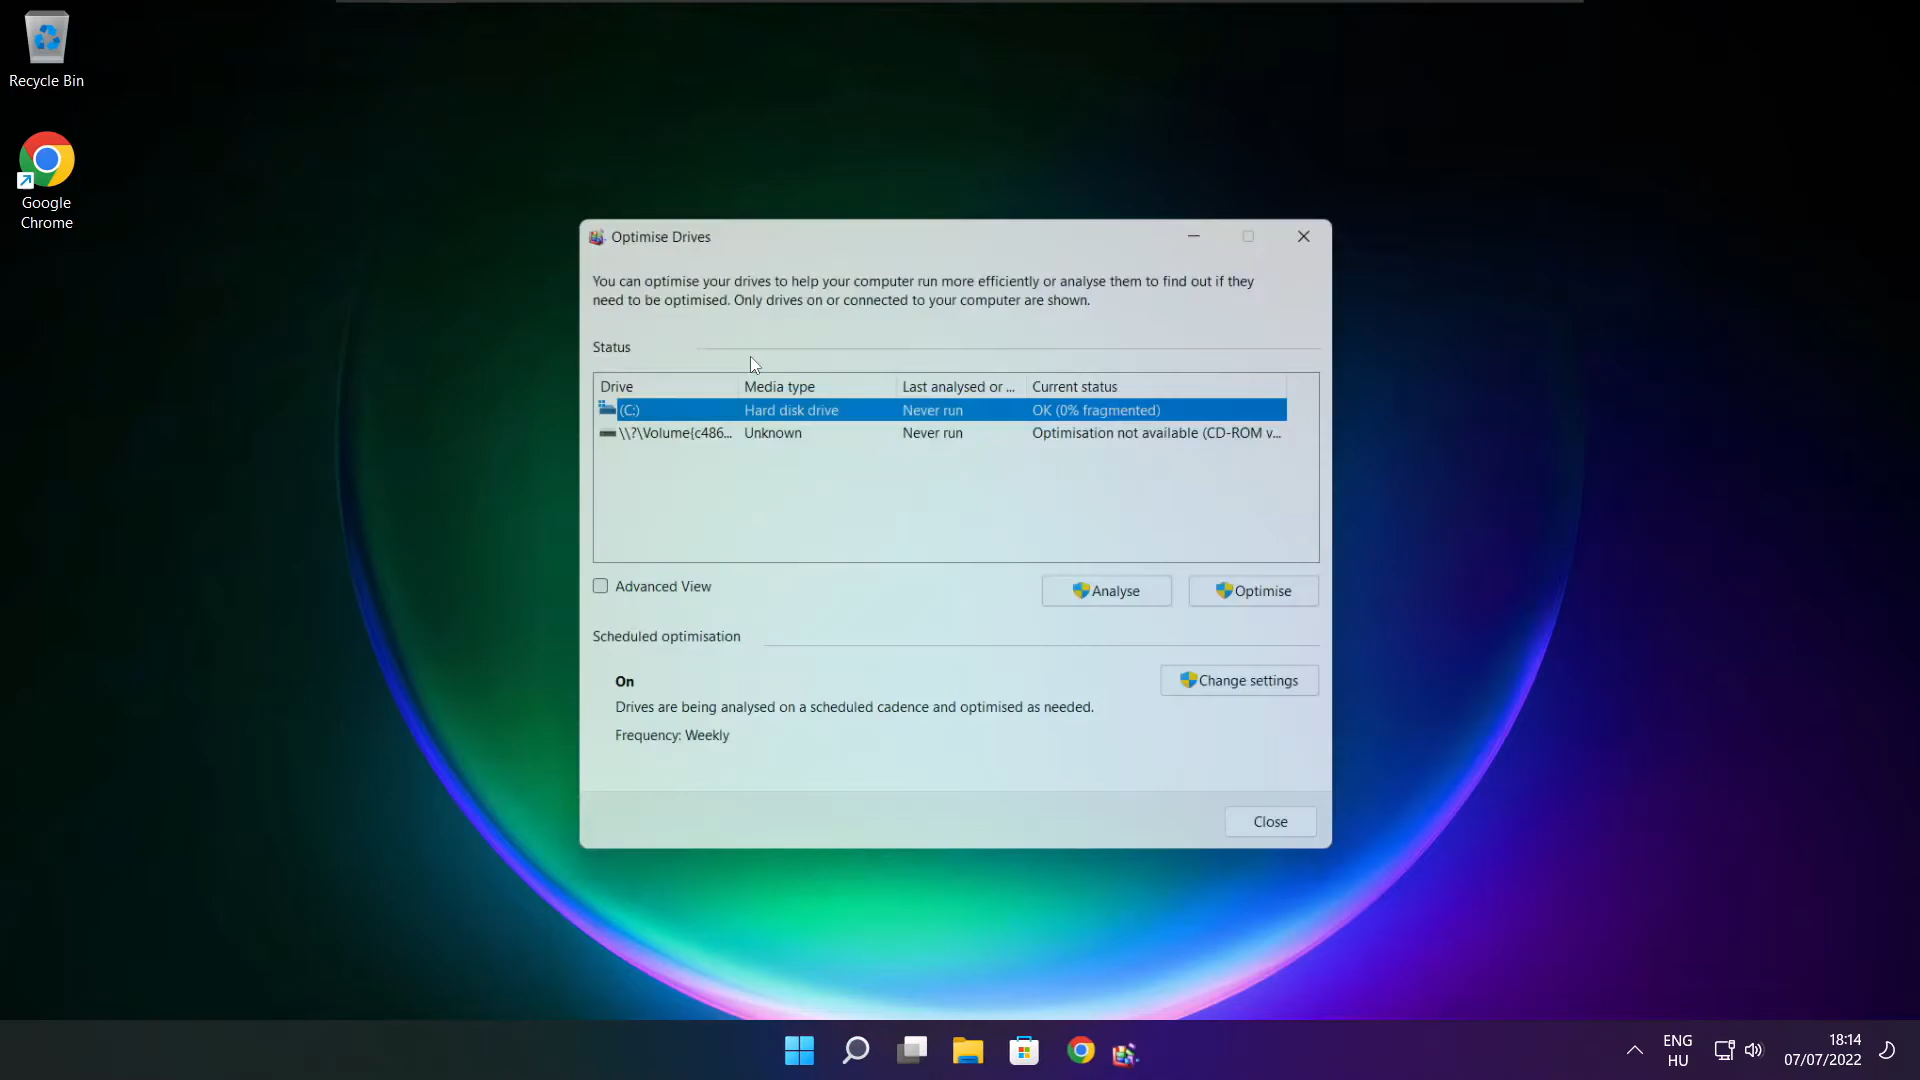 Recycle Bin
Google
Chrome
Optimise Drives
You can optimise your drives to help your computer run more efficiently or analyse them to find out if they
need to be optimised. Only drives on or connected to your computer are shown.
Status
Drive Media type Last analysed or ... Current status
(C:) Hard disk drive Never run OK (0% fragmented)
\\?\Volume{c486... Unknown Never run Optimisation not available (CD-ROM v...
Advanced View Analyse Optimise
Scheduled optimisation
On Change settings
Drives are being analysed on a scheduled cadence and optimised as needed.
Frequency: Weekly
Close
ENG 18:14
HU 07/07/2022